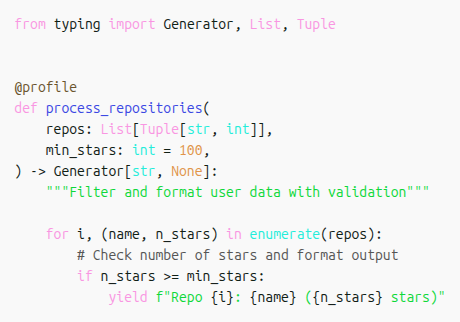 from typing import Generator, List, Tuple
@profile
def process_repositories(
    repos: List[Tuple[str, int]],
    min_stars: int = 100,
) -> Generator[str, None]:
    """Filter and format user data with validation"""
    for i, (name, n_stars) in enumerate(repos):
        # Check number of stars and format output
        if n_stars >= min_stars:
            yield f"Repo {i}: {name} ({n_stars} stars)"